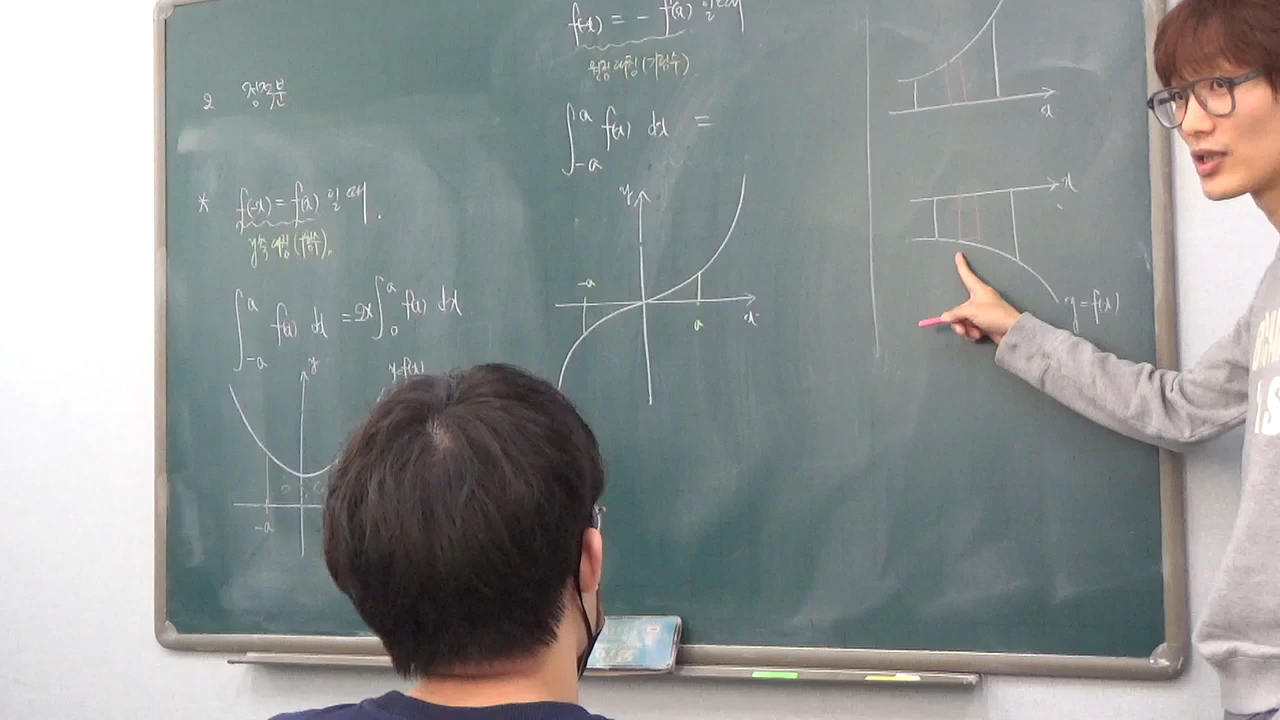 2 정적분
* f(-x) = f(x) 일 때.
y축 대칭 (우함수).
∫_{-a}^{a} f(x) dx = 2×∫_{0}^{a} f(x) dx
y
y=f(x)
-a
f(-x) = - f(x) 일 때
원점 대칭 (기함수)
∫_{-a}^{a} f(x) dx =
y
-a
a
x
x
x
y=f(x)